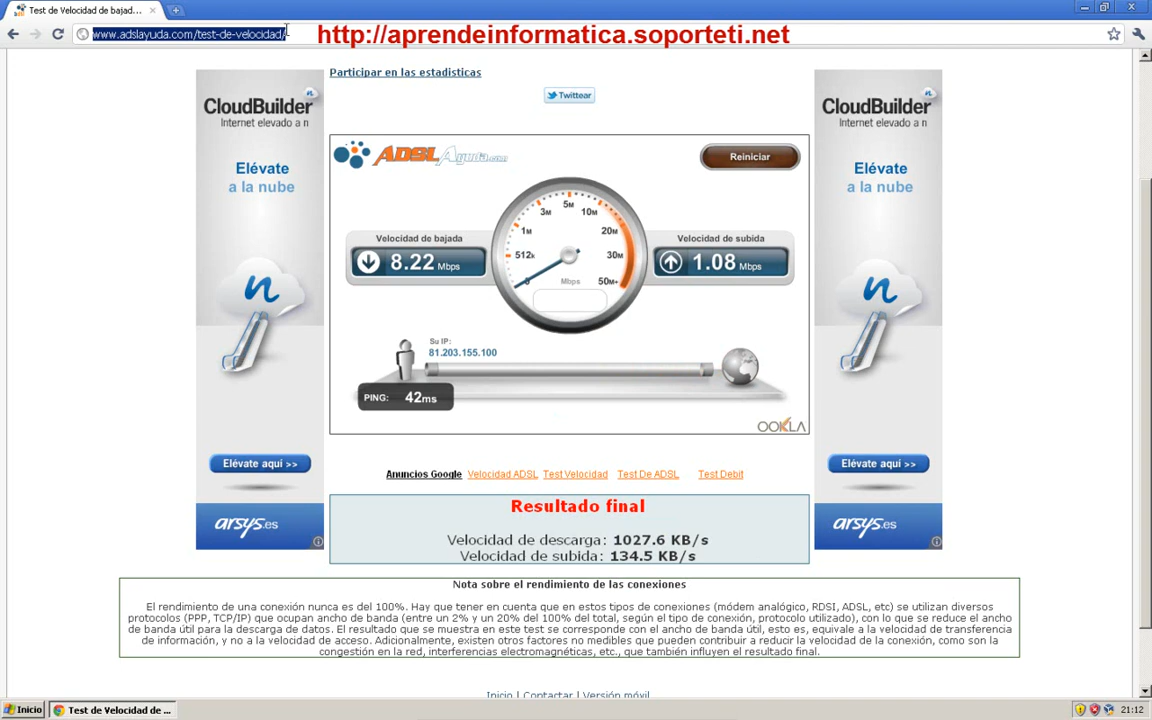 Test de Velocidad de bajad...
www.adslayuda.com/test-de-velocidad/
http://aprendeinformatica.soporteti.net
Participar en las estadisticas
Twittear
CloudBuilder
Internet elevado a n
Elévate
a la nube
Elévate aquí >>
arsys.es
ADSLAyuda.com
Reiniciar
Velocidad de bajada
8.22 Mbps
0
512k
1M
3M
5M
10M
20M
30M
50M+
Mbps
Velocidad de subida
1.08 Mbps
Su IP:
81.203.155.100
PING: 42ms
OOKLA
CloudBuilder
Internet elevado a n
Elévate
a la nube
Elévate aquí >>
arsys.es
Anuncios Google Velocidad ADSL Test Velocidad Test De ADSL Test Debit
Resultado final
Velocidad de descarga: 1027.6 KB/s
Velocidad de subida: 134.5 KB/s
Nota sobre el rendimiento de las conexiones
El rendimiento de una conexión nunca es del 100%. Hay que tener en cuenta que en estos tipos de conexiones (módem analógico, RDSI, ADSL, etc) se utilizan diversos
protocolos (PPP, TCP/IP) que ocupan ancho de banda (entre un 2% y un 20% del 100% del total, según el tipo de conexión, protocolo utilizado), con lo que se reduce el ancho
de banda útil para la descarga de datos. El resultado que se muestra en este test se corresponde con el ancho de banda útil, esto es, equivale a la velocidad de transferencia
de información, y no a la velocidad de acceso. Adicionalmente, existen otros factores no medibles que pueden contribuir a reducir la velocidad de la conexión, como son la
congestión en la red, interferencias electromagnéticas, etc., que también influyen el resultado final.
Inicio | Contactar | Versión móvil
Inicio
Test de Velocidad de ...
21:12